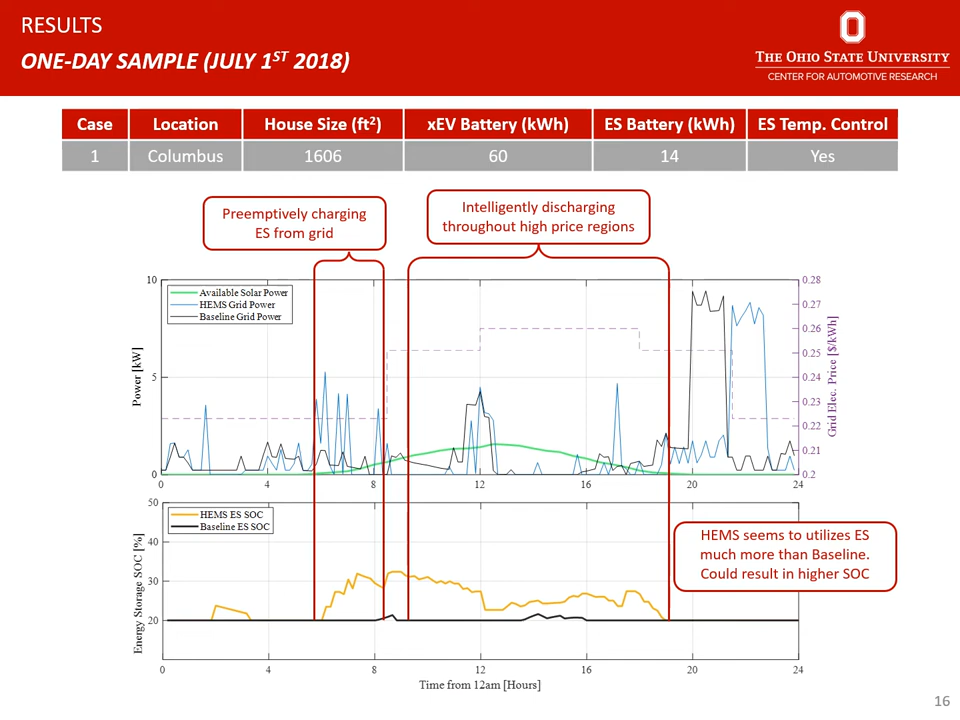 RESULTS
ONE-DAY SAMPLE (JULY 1ST 2018)
THE OHIO STATE UNIVERSITY
CENTER FOR AUTOMOTIVE RESEARCH
Case Location House Size (ft²) xEV Battery (kWh) ES Battery (kWh) ES Temp. Control
1 Columbus 1606 60 14 Yes
Preemptively charging
ES from grid
Intelligently discharging
throughout high price regions
Available Solar Power
HEMS Grid Power
Baseline Grid Power
Power [kW]
10
5
0
0 4 8 12 16 20 24
0.28
0.27
0.26
0.25
0.24
0.23
0.22
0.21
0.2
Grid Elec. Price [$/kWh]
HEMS ES SOC
Baseline ES SOC
Energy Storage SOC [%]
50
40
30
20
0 4 8 12 16 20 24
Time from 12am [Hours]
HEMS seems to utilizes ES
much more than Baseline.
Could result in higher SOC
16